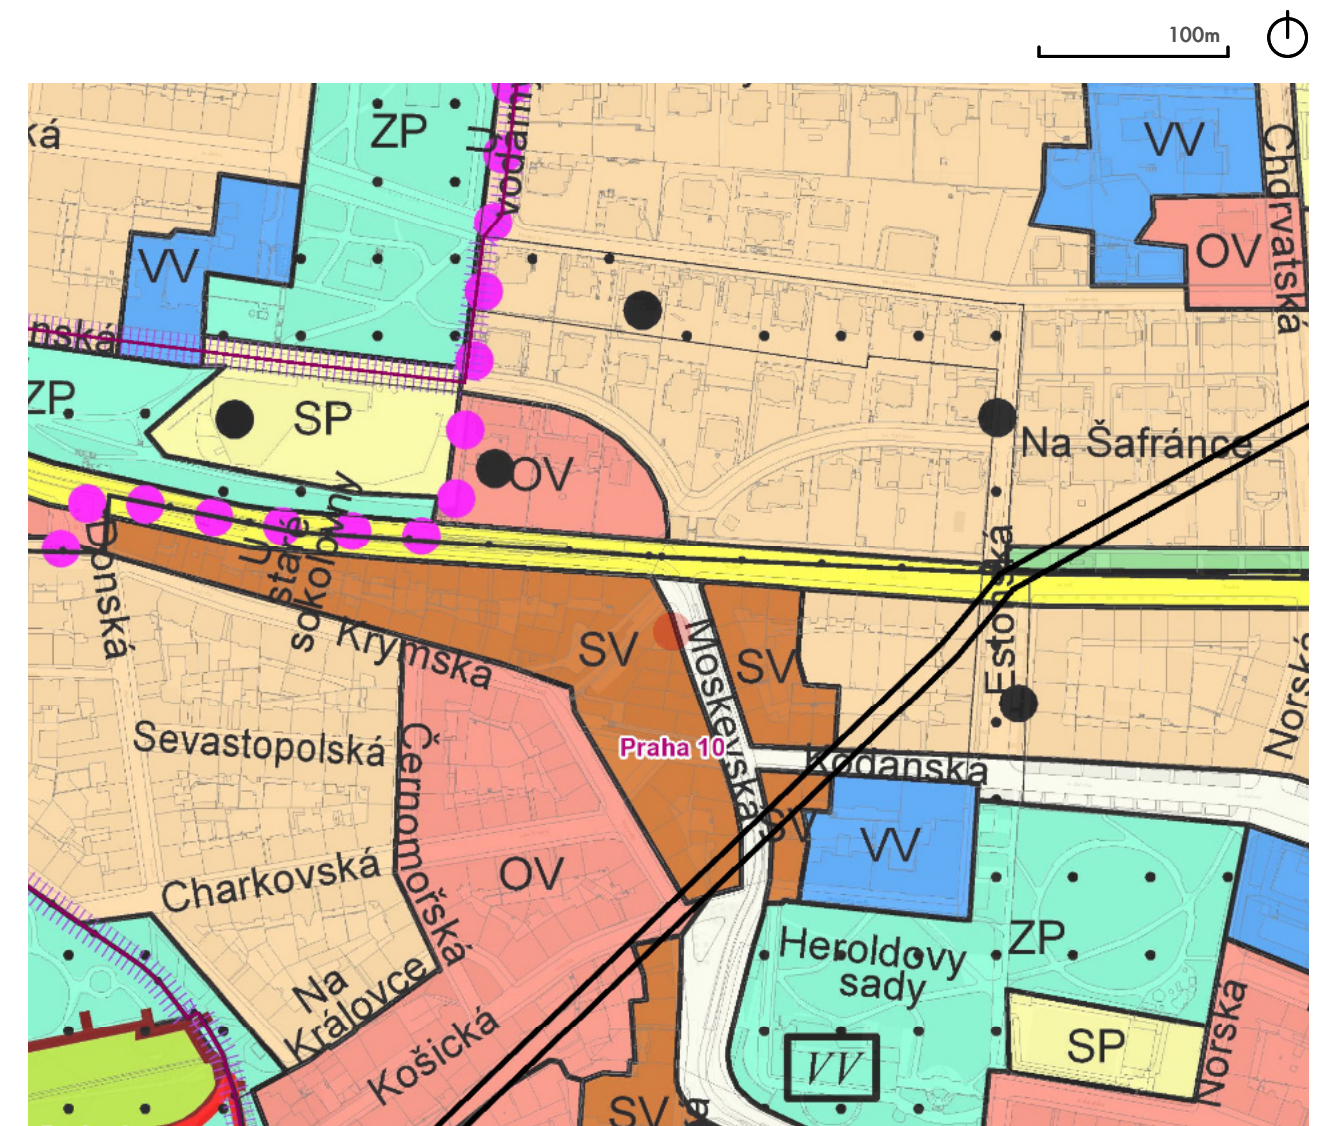 100m
ZP
VV
Chorvatská
ká
U
vodárny
OV
VV
nská
ZP
SP
OV
Na Šafránce
U
staré
sokolovny
Donská
Estonská
Krymská
SV
Moskevská
SV
Norská
Sevastopolská
Praha 10
Kodaňská
Černomořská
SV
VV
Charkovská
OV
Heroldovy
sady
ZP
Na
Královce
Košická
VV
SP
Norská
SV
a